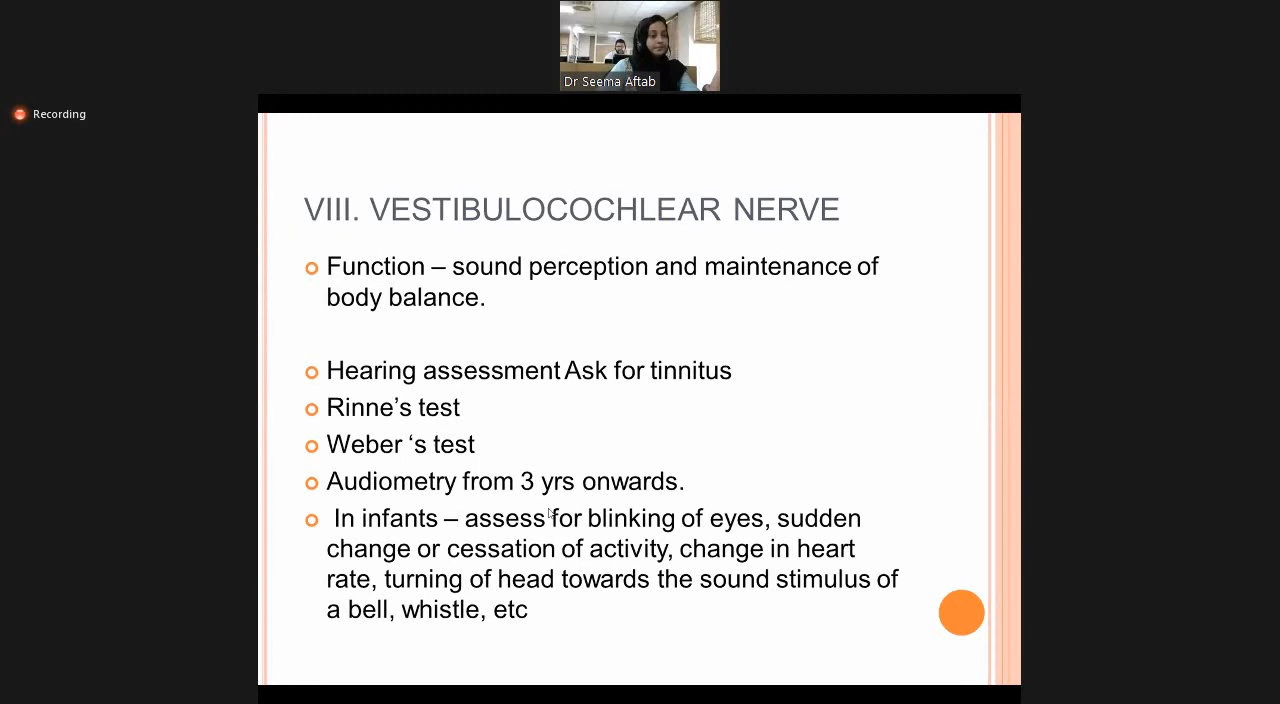 Dr Seema Aftab
Recording
VIII. VESTIBULOCOCHLEAR NERVE
Function – sound perception and maintenance of
body balance.
Hearing assessment Ask for tinnitus
Rinne’s test
Weber ‘s test
Audiometry from 3 yrs onwards.
In infants – assess for blinking of eyes, sudden
change or cessation of activity, change in heart
rate, turning of head towards the sound stimulus of
a bell, whistle, etc